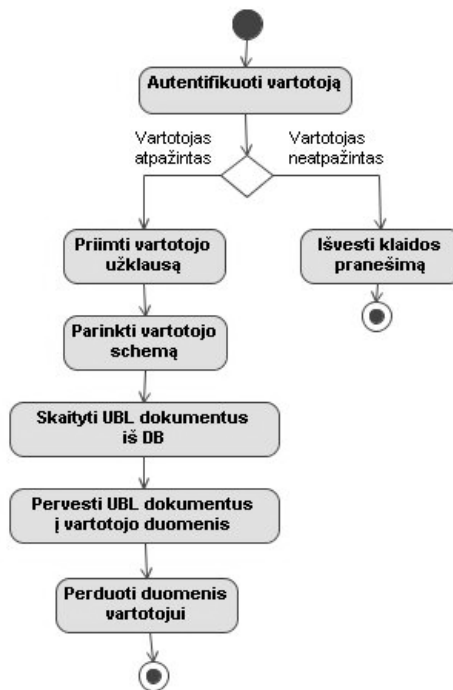 Autentifikuoti vartotoją
Vartotojas
atpažintas
Vartotojas
neatpažintas
Priimti vartotojo
užklausą
Išvesti klaidos
pranešimą
Parinkti vartotojo
schemą
Skaityti UBL dokumentus
iš DB
Pervesti UBL dokumentus
į vartotojo duomenis
Perduoti duomenis
vartotojui